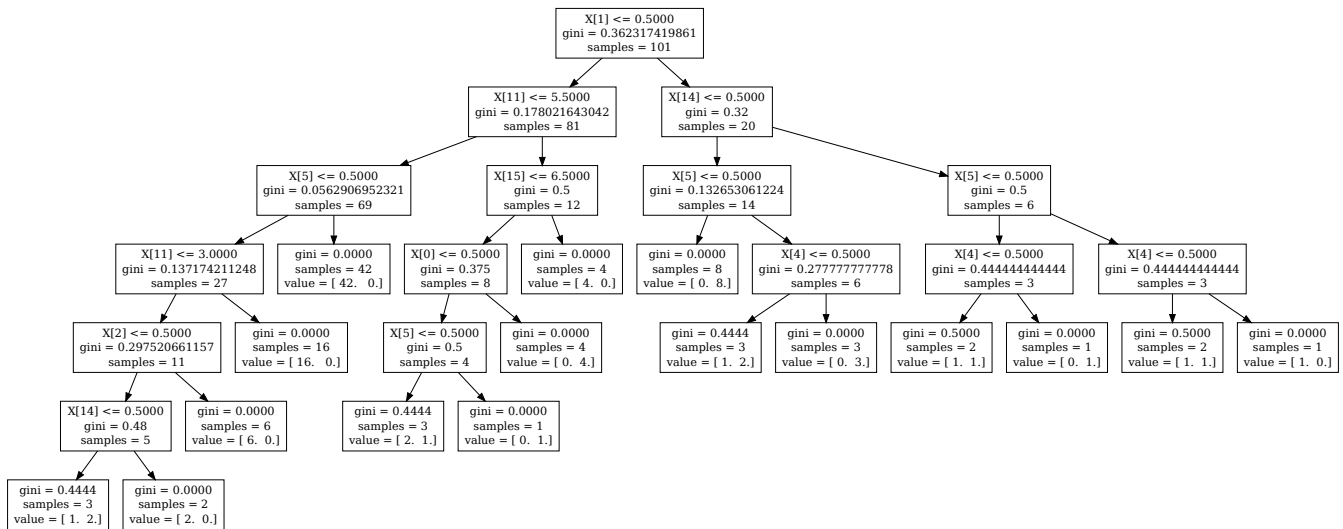 X[1] <= 0.5000
gini = 0.362317419861
samples = 101
X[11] <= 5.5000
gini = 0.178021643042
samples = 81
X[14] <= 0.5000
gini = 0.32
samples = 20
X[5] <= 0.5000
gini = 0.0562906952321
samples = 69
X[15] <= 6.5000
gini = 0.5
samples = 12
X[5] <= 0.5000
gini = 0.132653061224
samples = 14
X[5] <= 0.5000
gini = 0.5
samples = 6
X[11] <= 3.0000
gini = 0.137174211248
samples = 27
gini = 0.0000
samples = 42
value = [ 42. 0.]
X[0] <= 0.5000
gini = 0.375
samples = 8
gini = 0.0000
samples = 4
value = [ 4. 0.]
gini = 0.0000
samples = 8
value = [ 0. 8.]
X[4] <= 0.5000
gini = 0.277777777778
samples = 6
X[4] <= 0.5000
gini = 0.444444444444
samples = 3
X[4] <= 0.5000
gini = 0.444444444444
samples = 3
X[2] <= 0.5000
gini = 0.297520661157
samples = 11
gini = 0.0000
samples = 16
value = [ 16. 0.]
X[5] <= 0.5000
gini = 0.5
samples = 4
gini = 0.0000
samples = 4
value = [ 0. 4.]
gini = 0.4444
samples = 3
value = [ 1. 2.]
gini = 0.0000
samples = 3
value = [ 0. 3.]
gini = 0.5000
samples = 2
value = [ 1. 1.]
gini = 0.0000
samples = 1
value = [ 0. 1.]
gini = 0.5000
samples = 2
value = [ 1. 1.]
gini = 0.0000
samples = 1
value = [ 1. 0.]
X[14] <= 0.5000
gini = 0.48
samples = 5
gini = 0.0000
samples = 6
value = [ 6. 0.]
gini = 0.4444
samples = 3
value = [ 2. 1.]
gini = 0.0000
samples = 1
value = [ 0. 1.]
gini = 0.4444
samples = 3
value = [ 1. 2.]
gini = 0.0000
samples = 2
value = [ 2. 0.]